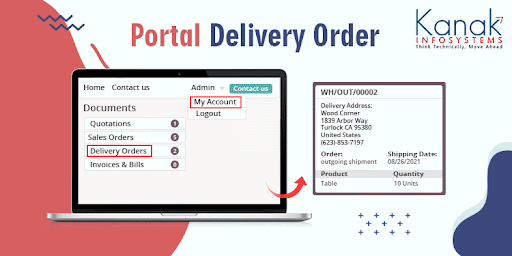 Portal Delivery Order
Kanak
INFOSYSTEMS
Think Technically, Move Ahead
Home Contact us Admin Contact us
My Account
Logout
Documents
Quotations 1
Sales Orders 5
Delivery Orders 2
Invoices & Bills 6
WH/OUT/00002
Delivery Address:
Wood Corner
1839 Arbor Way
Turlock CA 95380
United States
(623)-853-7197
Order: Shipping Date:
outgoing shipment 08/26/2021
Product Quantity
Table 10 Units